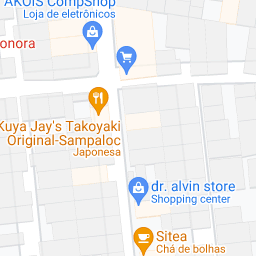 AKOIS CompShop
Loja de eletrônicos
onora
Kuya Jay's Takoyaki
Original-Sampaloc
Japonesa
dr. alvin store
Shopping center
Sitea
Chá de bolhas